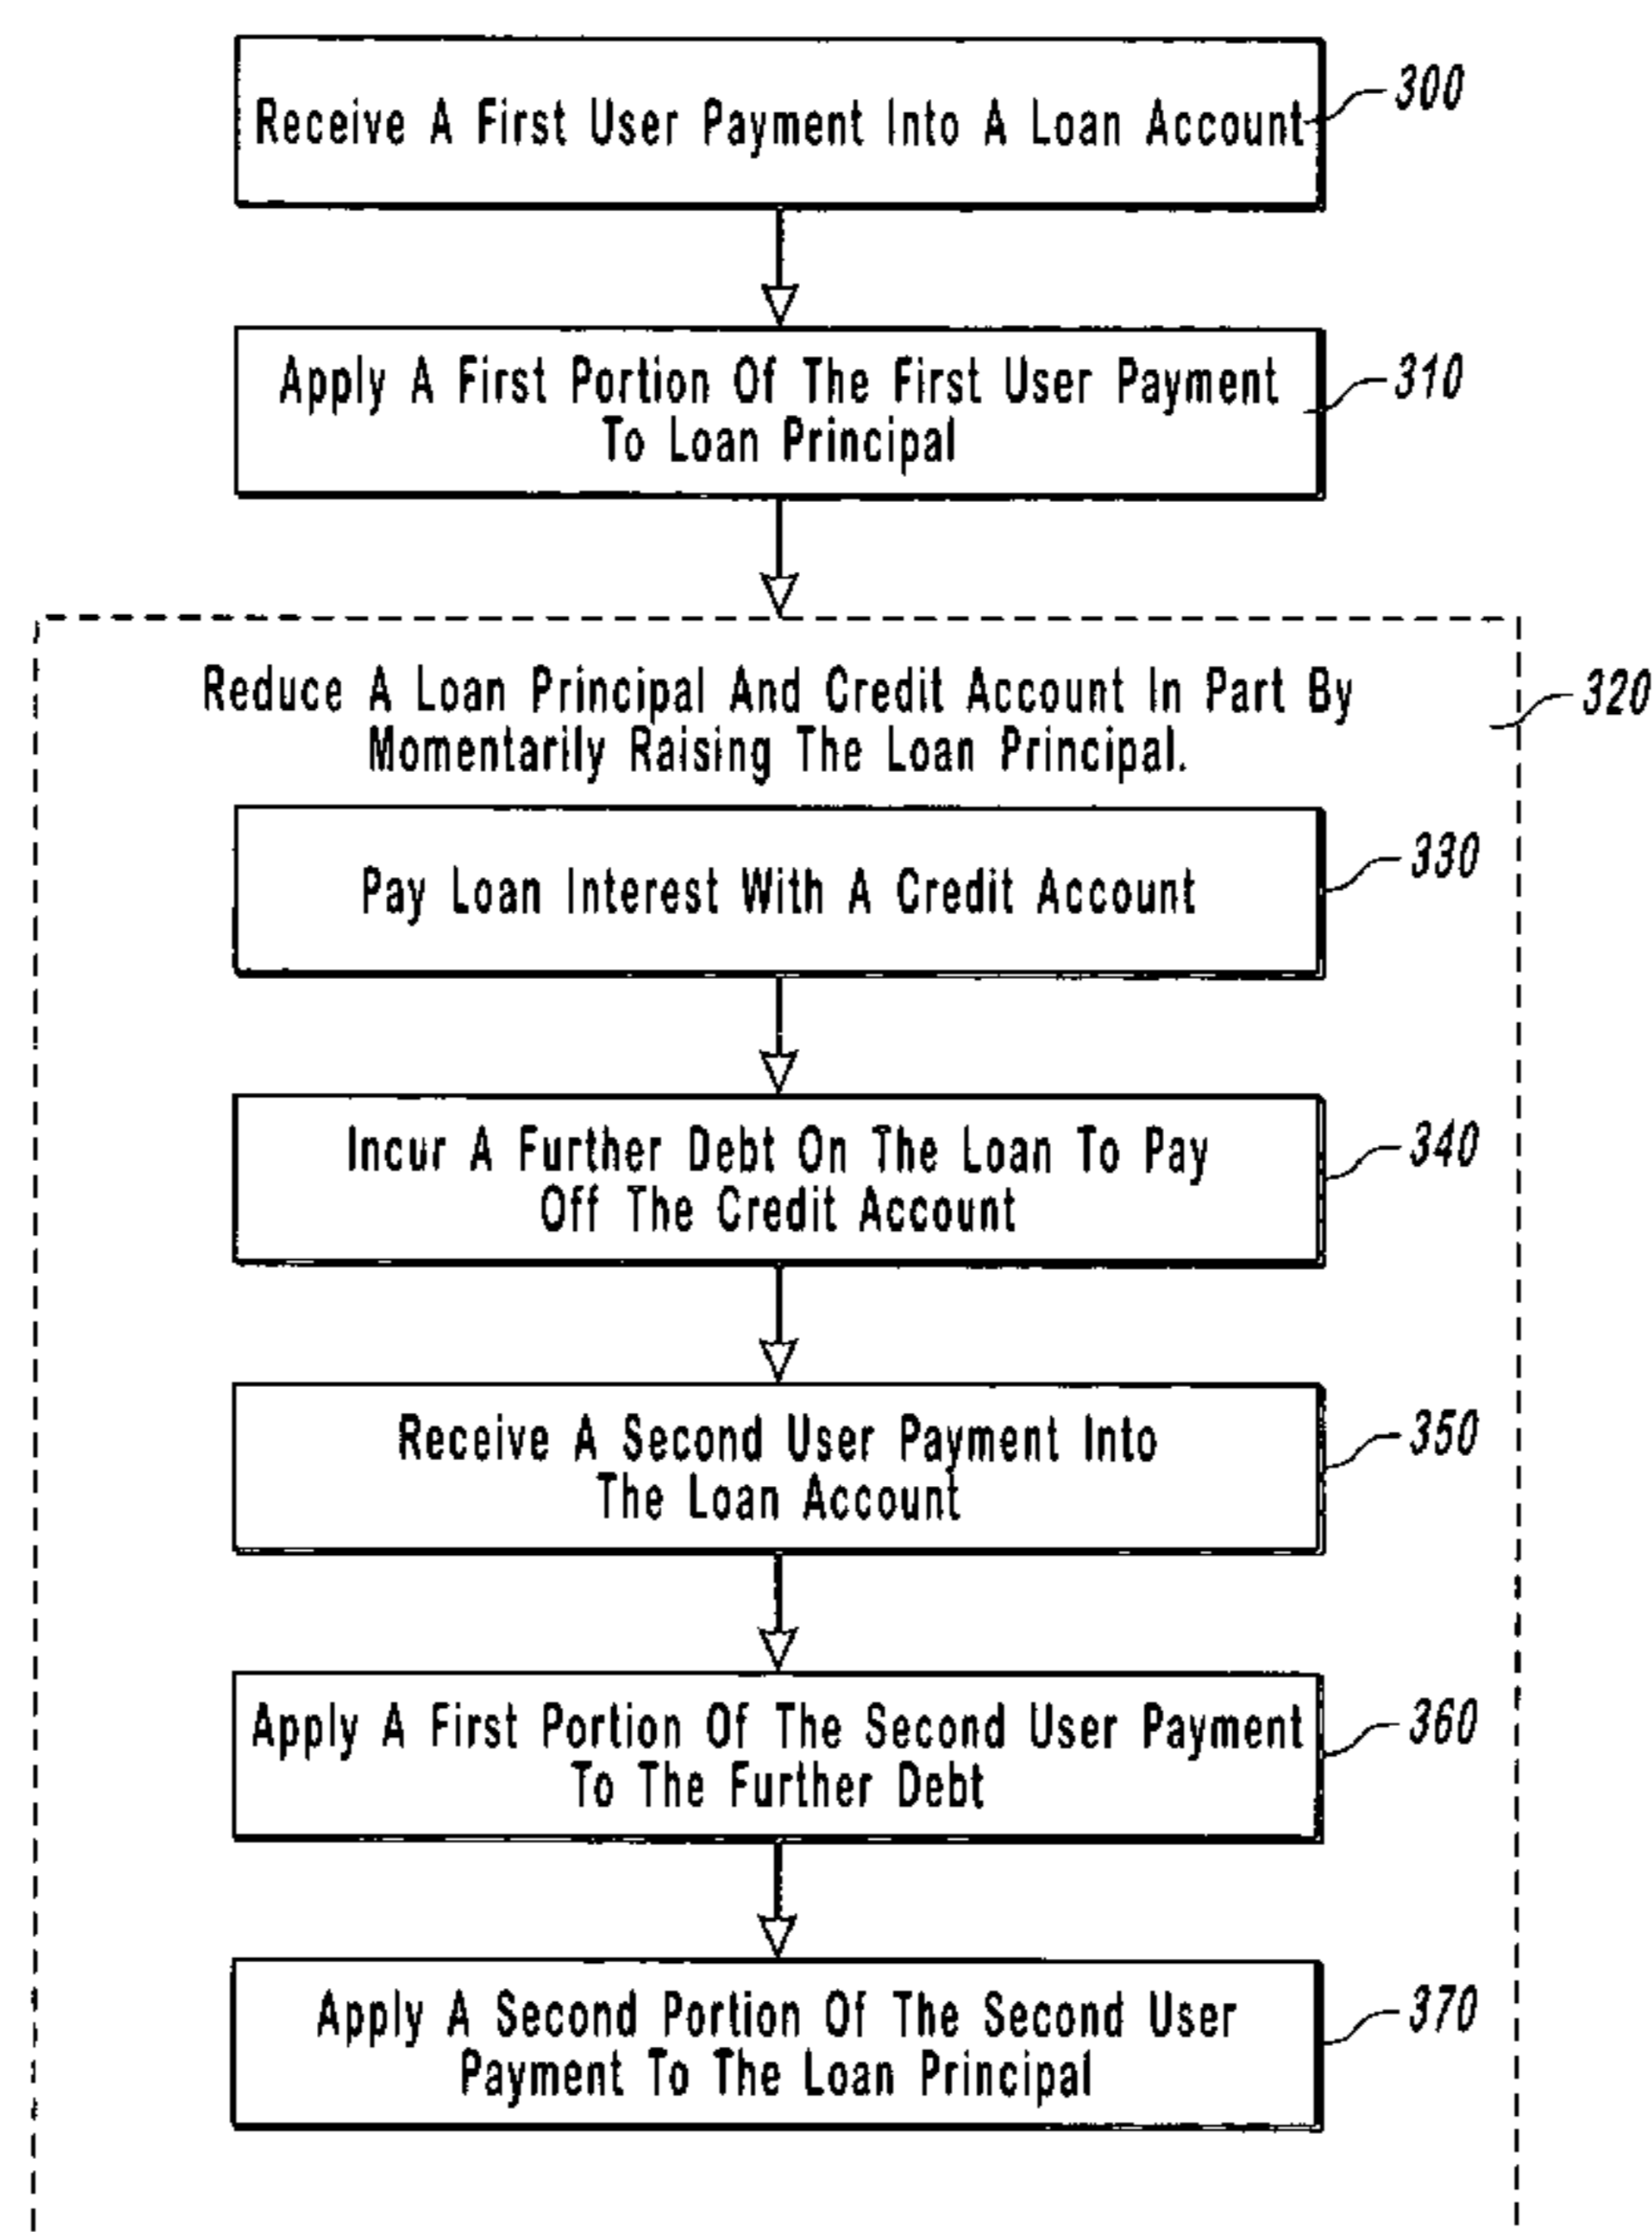 Receive A First User Payment Into A Loan Account
300
Apply A First Portion Of The First User Payment
To Loan Principal
310
Reduce A Loan Principal And Credit Account In Part By
Momentarily Raising The Loan Principal.
320
Pay Loan Interest With A Credit Account
330
Incur A Further Debt On The Loan To Pay
Off The Credit Account
340
Receive A Second User Payment Into
The Loan Account
350
Apply A First Portion Of The Second User Payment
To The Further Debt
360
Apply A Second Portion Of The Second User
Payment To The Loan Principal
370